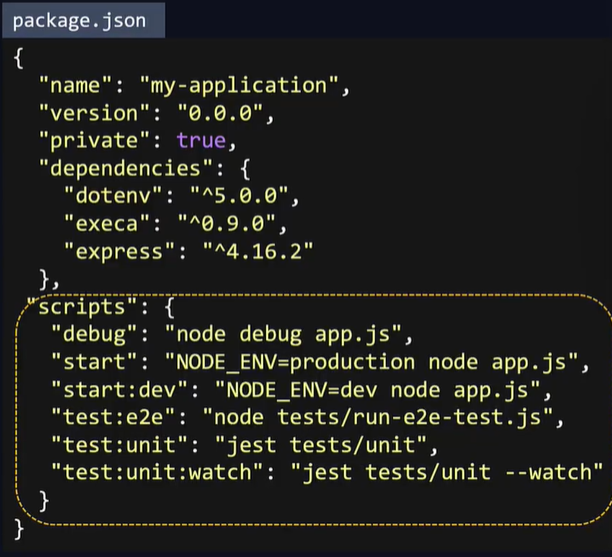 package.json
{
"name": "my-application",
"version": "0.0.0",
"private": true,
"dependencies": {
"dotenv": "^5.0.0",
"execa": "^0.9.0",
"express": "^4.16.2"
},
"scripts": {
"debug": "node debug app.js",
"start": "NODE_ENV=production node app.js",
"start:dev": "NODE_ENV=dev node app.js",
"test:e2e": "node tests/run-e2e-test.js",
"test:unit": "jest tests/unit",
"test:unit:watch": "jest tests/unit --watch"
}
}